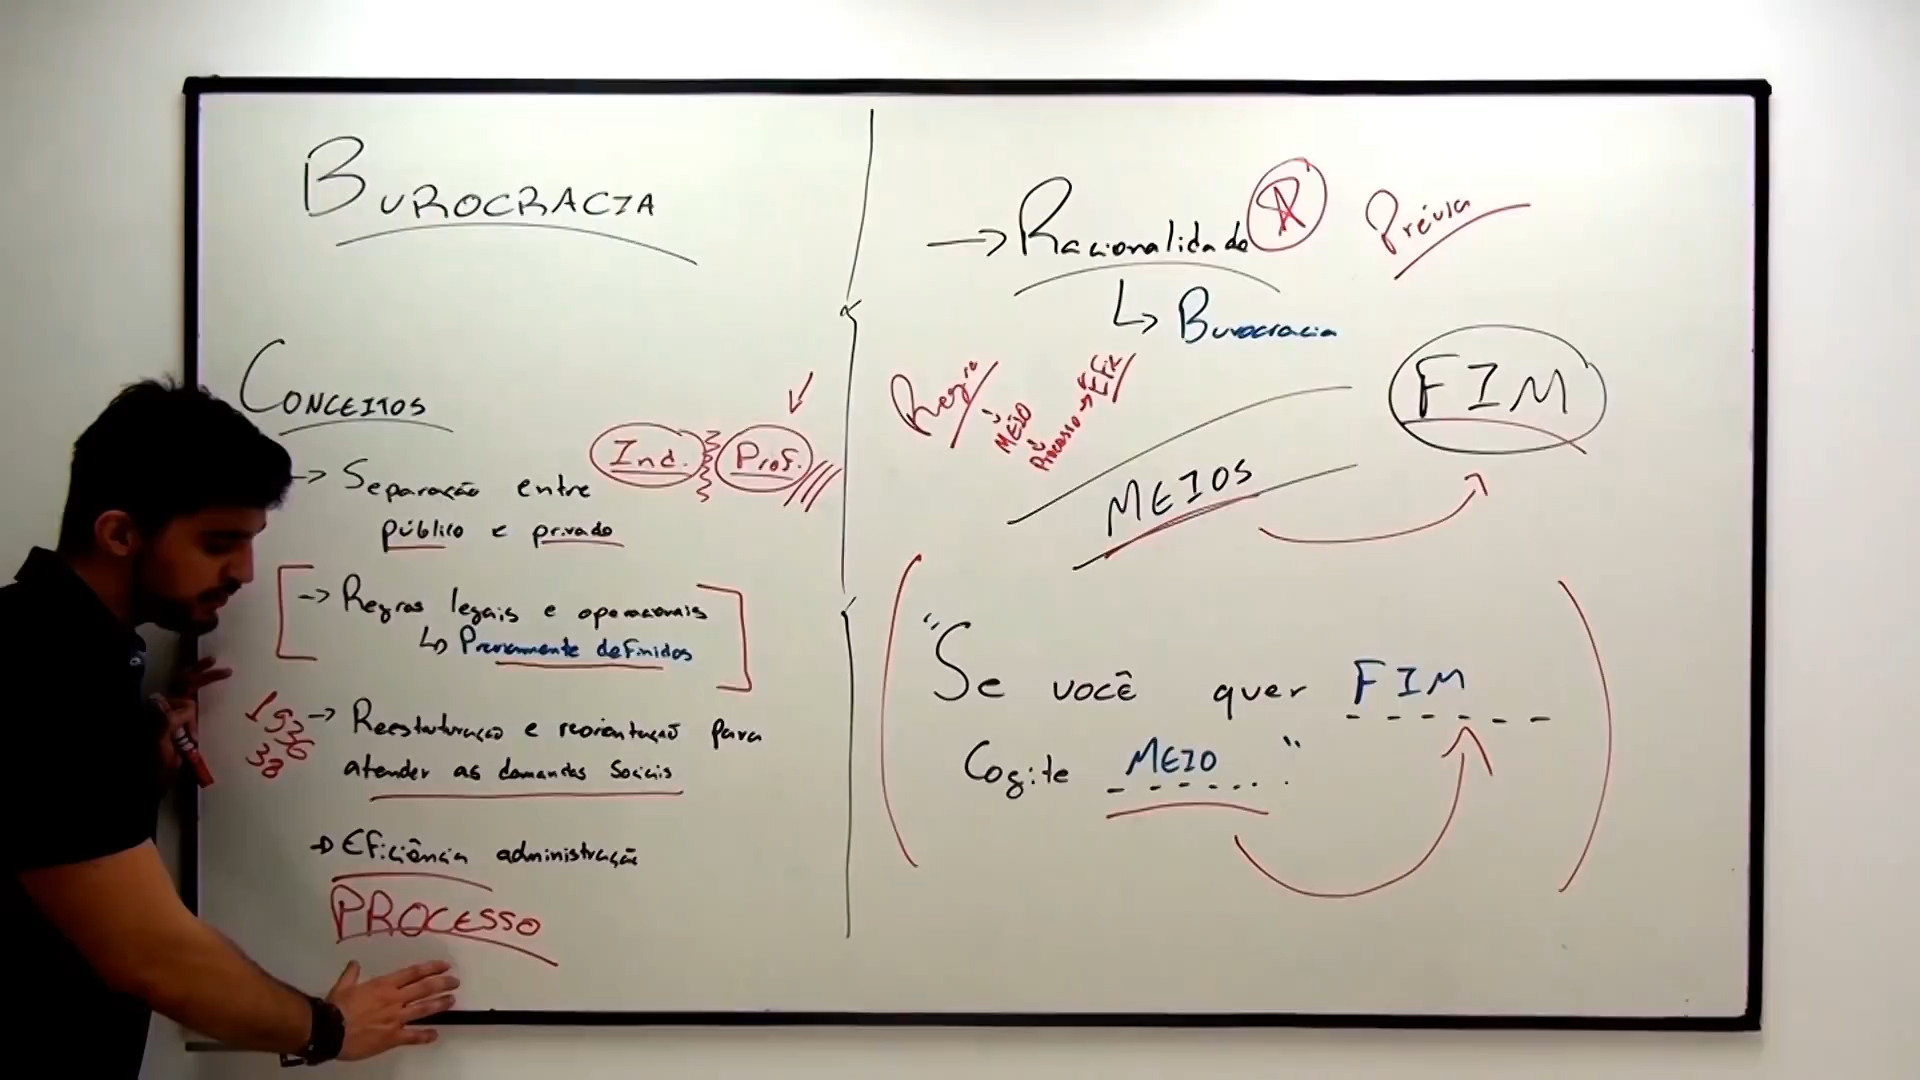 BUROCRACIA
CONCEITOS
Ind. Prof.
-> Separação entre
público e privado
-> Regras legais e operacionais
↳ Previamente definidos
1936
38
-> Reestruturação e reorientação para
atender as demandas sociais
-> Eficiência administração
PROCESSO
-> Racionalidade A Prévia
↳ Burocracia
Regra
MEIO
Processo -> Efic
FIM
MEIOS
"Se você quer FIM
Cogite MEIO"